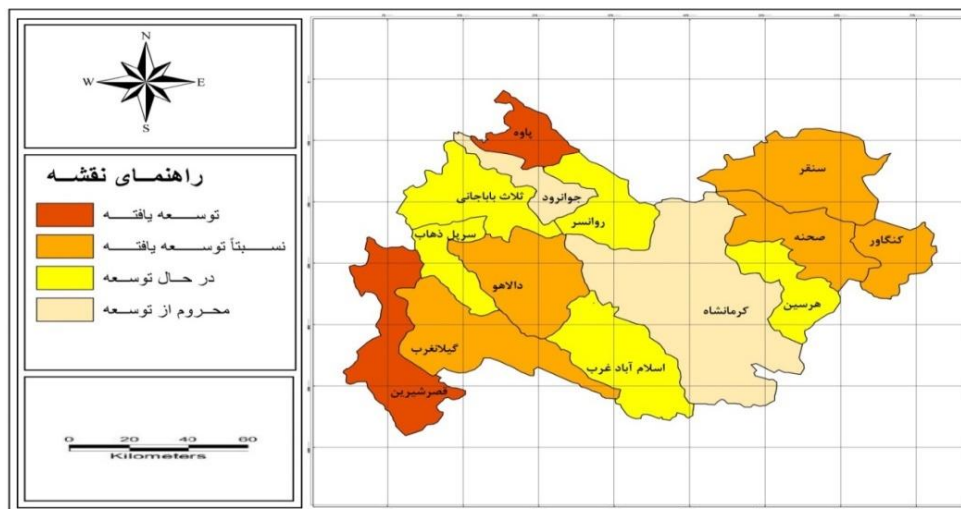 N
W E
S
راهنمای نقشه
توسعه یافته
نسبتاً توسعه یافته
در حال توسعه
محروم از توسعه
0 20 40 60
Kilometers
پاوه
سنقر
ثلاث باباجانی
جوانرود
روانسر
صحنه
کنگاور
سرپل ذهاب
دالاهو
هرسین
کرمانشاه
گیلانغرب
اسلام آباد غرب
قصرشیرین